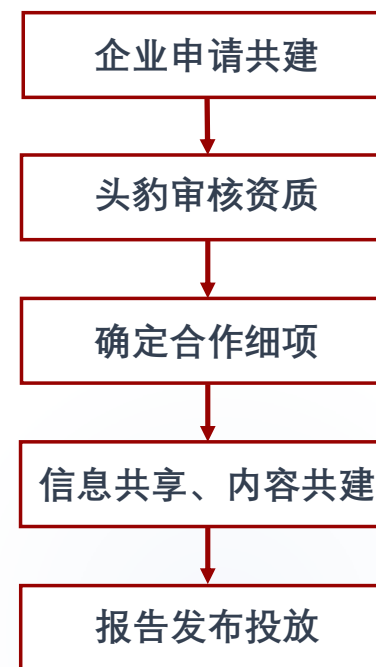 企业申请共建
头豹审核资质
确定合作细项
信息共享、内容共建
报告发布投放